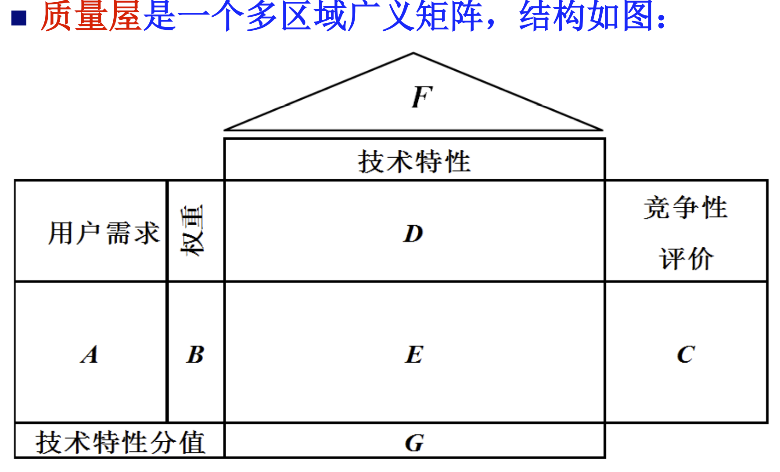 质量屋是一个多区域广义矩阵，结构如图：
F
技术特性
用户需求 权重 D 竞争性
评价
A B E C
技术特性分值 G